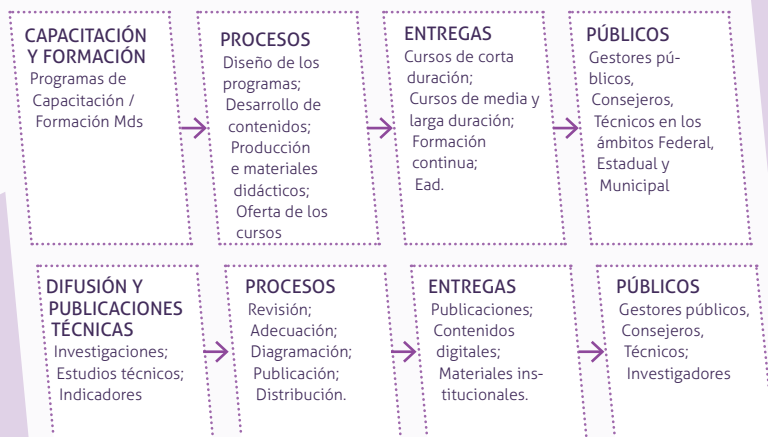 CAPACITACIÓN
Y FORMACIÓN
Programas de
Capacitación /
Formación Mds
PROCESOS
Diseño de los
programas;
Desarrollo de
contenidos;
Producción
e materiales
didácticos;
Oferta de los
cursos
ENTREGAS
Cursos de corta
duración;
Cursos de media y
larga duración;
Formación
continua;
Ead.
PÚBLICOS
Gestores pú-
blicos,
Consejeros,
Técnicos en los
ámbitos Federal,
Estadual y
Municipal
DIFUSIÓN Y
PUBLICACIONES
TÉCNICAS
Investigaciones;
Estudios técnicos;
Indicadores
PROCESOS
Revisión;
Adecuación;
Diagramación;
Publicación;
Distribución.
ENTREGAS
Publicaciones;
Contenidos
digitales;
Materiales ins-
titucionales.
PÚBLICOS
Gestores públicos,
Consejeros,
Técnicos;
Investigadores